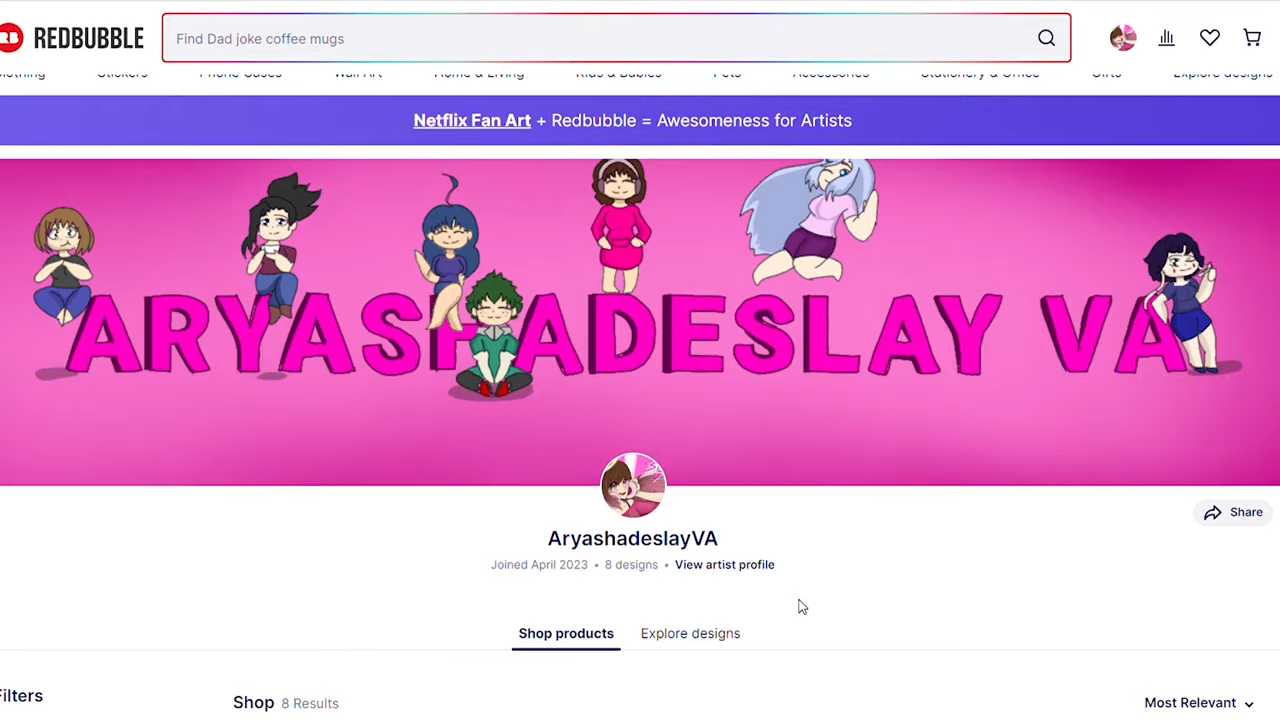 REDBUBBLE
Find Dad joke coffee mugs
Clothing Stickers Phone Cases Wall Art Home & Living Kids & Babies Pets Accessories Stationery & Office Gifts Explore designs
Netflix Fan Art + Redbubble = Awesomeness for Artists
ARYASHADESLAY VA
Share
AryashadeslayVA
Joined April 2023 • 8 designs • View artist profile
Shop products Explore designs
Filters Shop 8 Results Most Relevant